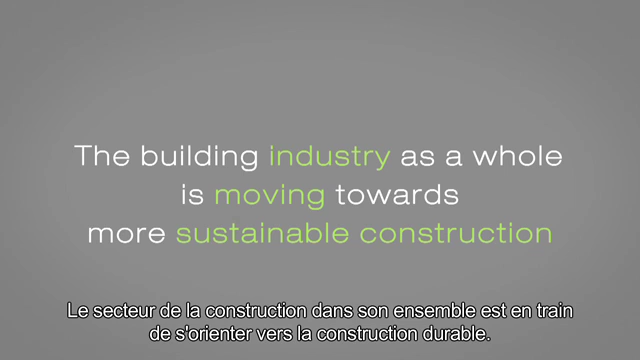 The building industry as a whole
is moving towards
more sustainable construction
Le secteur de la construction dans son ensemble est en train
de s'orienter vers la construction durable.